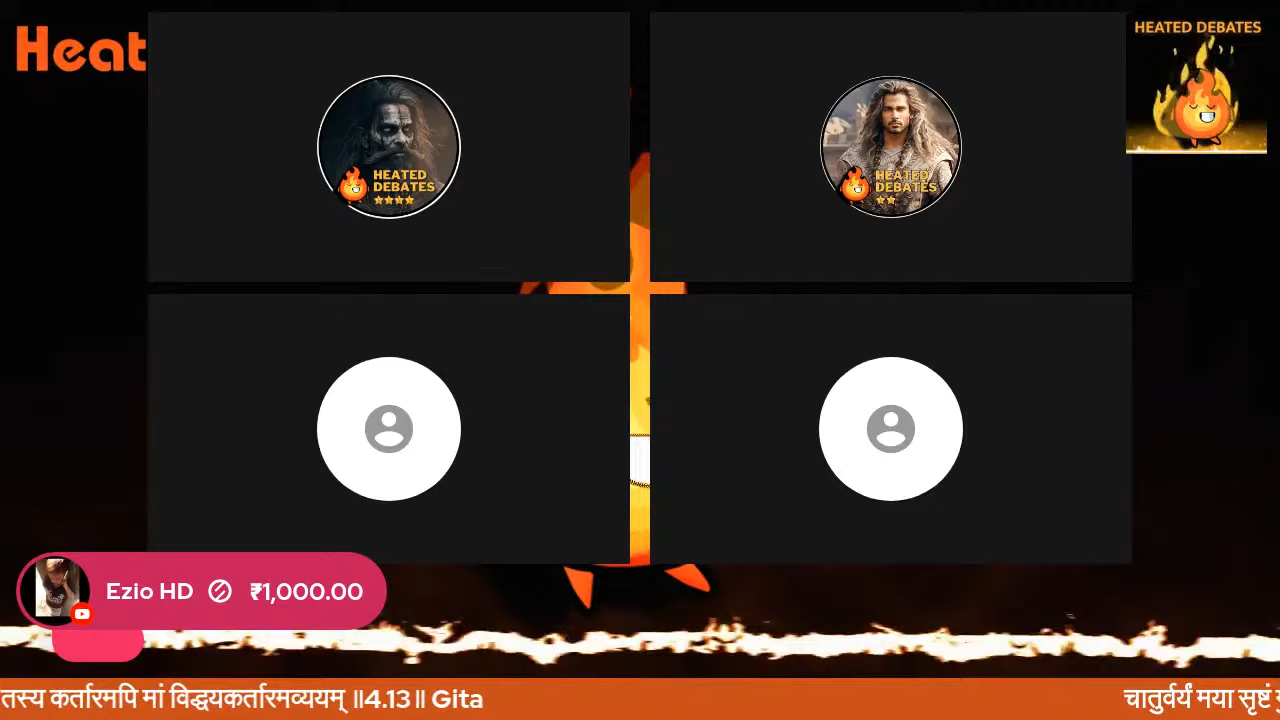 Heat
HEATED DEBATES
HEATED
DEBATES
HEATED
DEBATES
Ezio HD ₹1,000.00
तस्य कर्तारमपि मां विद्ध्यकर्तारमव्ययम् ॥4.13॥ Gita
चातुर्वर्यं मया सृष्टं